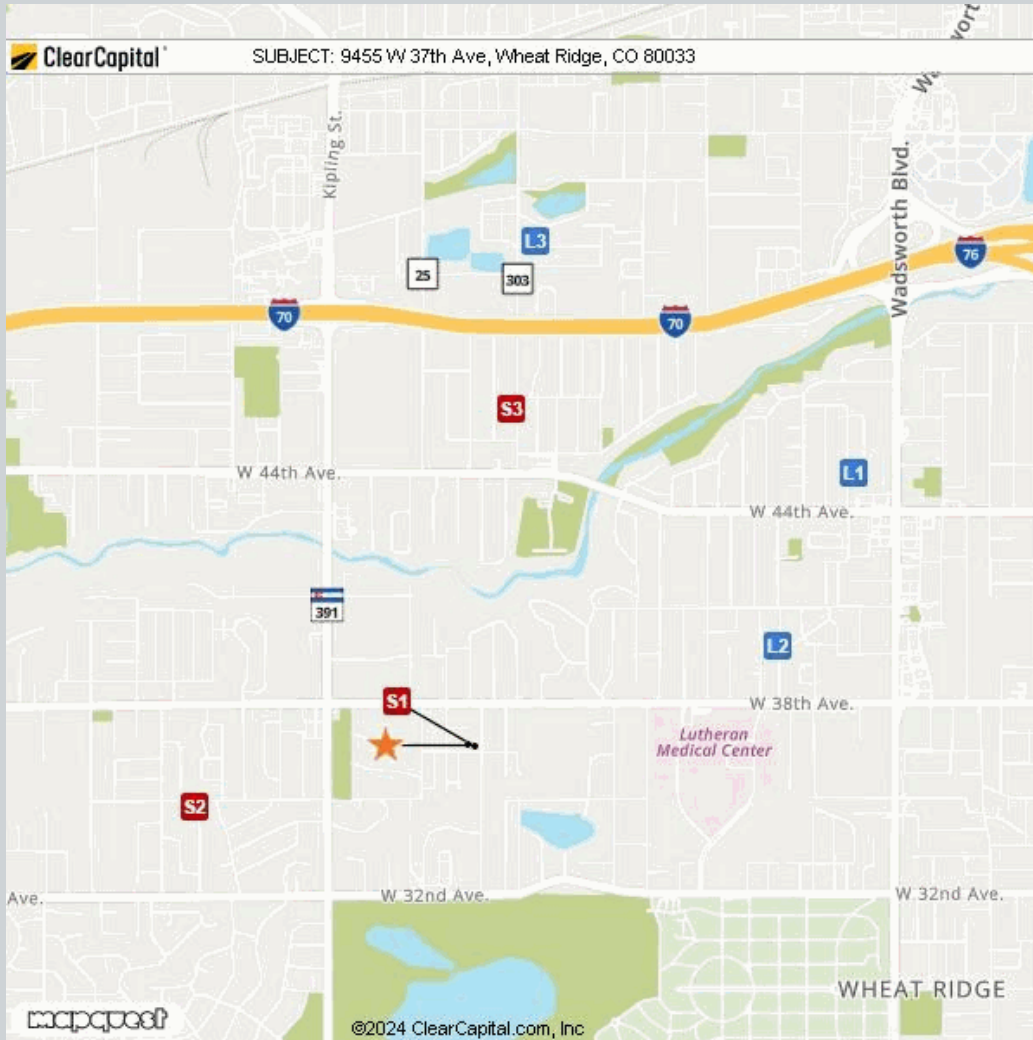 ClearCapital
SUBJECT: 9455 W 37th Ave, Wheat Ridge, CO 80033
Kipling St.
Wadsworth Blvd.
L3
25
303
76
70
70
S3
W 44th Ave.
L1
W 44th Ave.
391
L2
S1
W 38th Ave.
Lutheran
Medical Center
S2
Ave.
W 32nd Ave.
W 32nd Ave.
WHEAT RIDGE
mapquest
©2024 ClearCapital.com, Inc